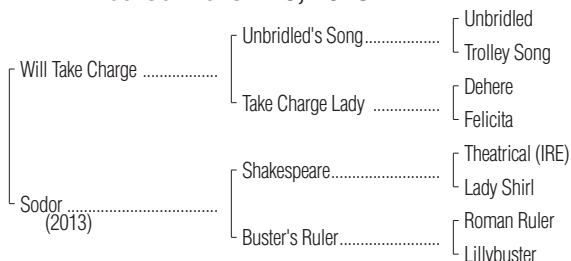 Unbridled
Unbridled's Song
Trolley Song
Will Take Charge
Dehere
Take Charge Lady
Felicita
Theatrical (IRE)
Shakespeare
Lady Shirl
Sodor
(2013)
Roman Ruler
Buster's Ruler
Lillybuster